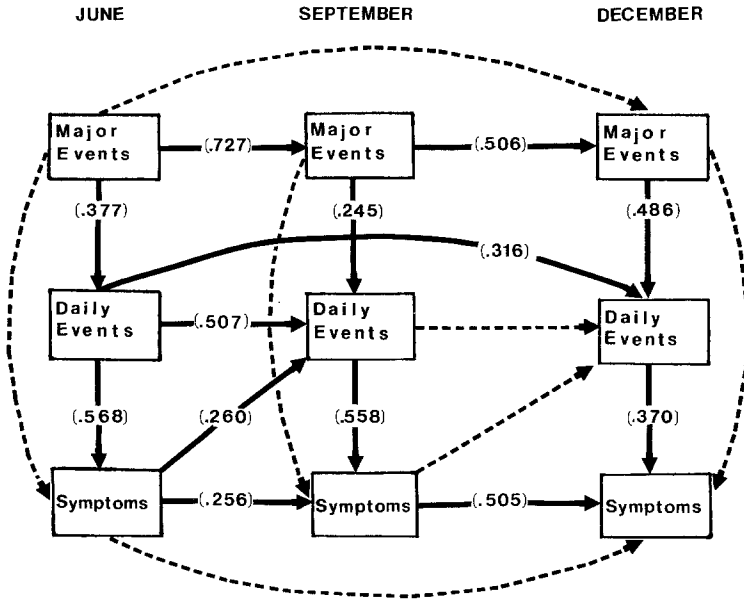 JUNE SEPTEMBER DECEMBER
Major Events
(.727)
Major Events
(.506)
Major Events
(.377)
(.245)
(.486)
(.316)
Daily Events
(.507)
Daily Events
Daily Events
(.568)
(.260)
(.558)
(.370)
Symptoms
(.256)
Symptoms
(.505)
Symptoms